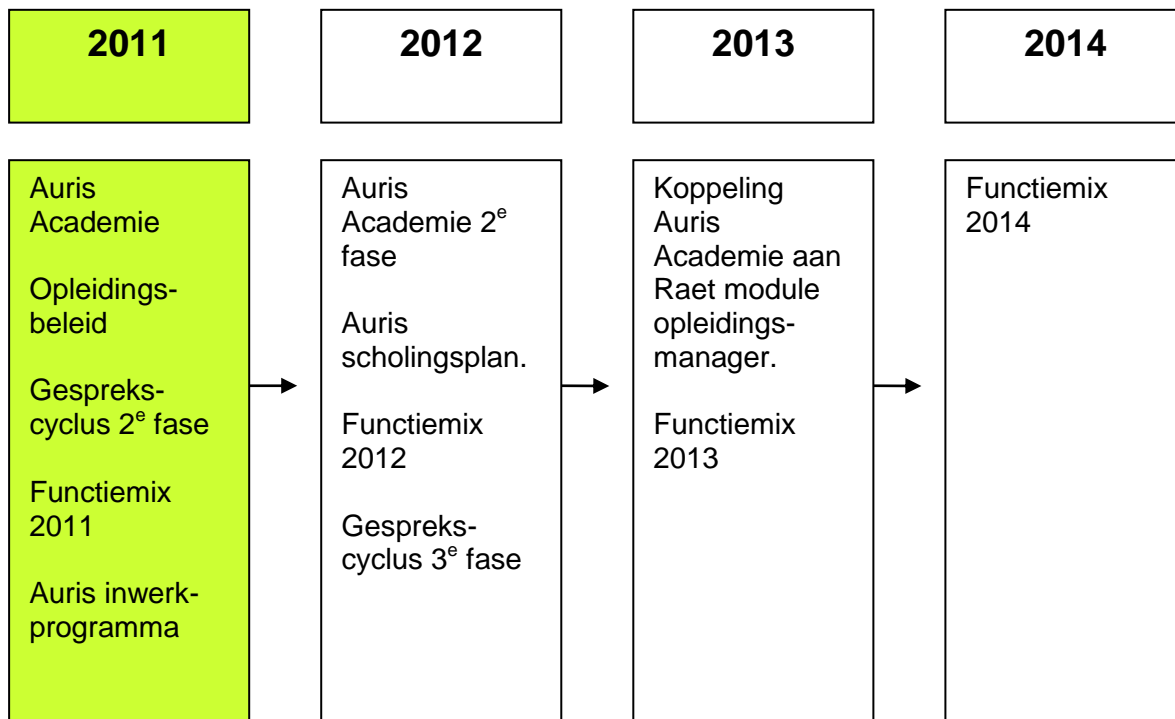 2011
2012
2013
2014
Auris
Academie
Opleidings-
beleid
Gespreks-
cyclus 2e fase
Functiemix
2011
Auris inwerk-
programma
Auris
Academie 2e
fase
Auris
scholingsplan.
Functiemix
2012
Gespreks-
cyclus 3e fase
Koppeling
Auris
Academie aan
Raet module
opleidings-
manager.
Functiemix
2013
Functiemix
2014